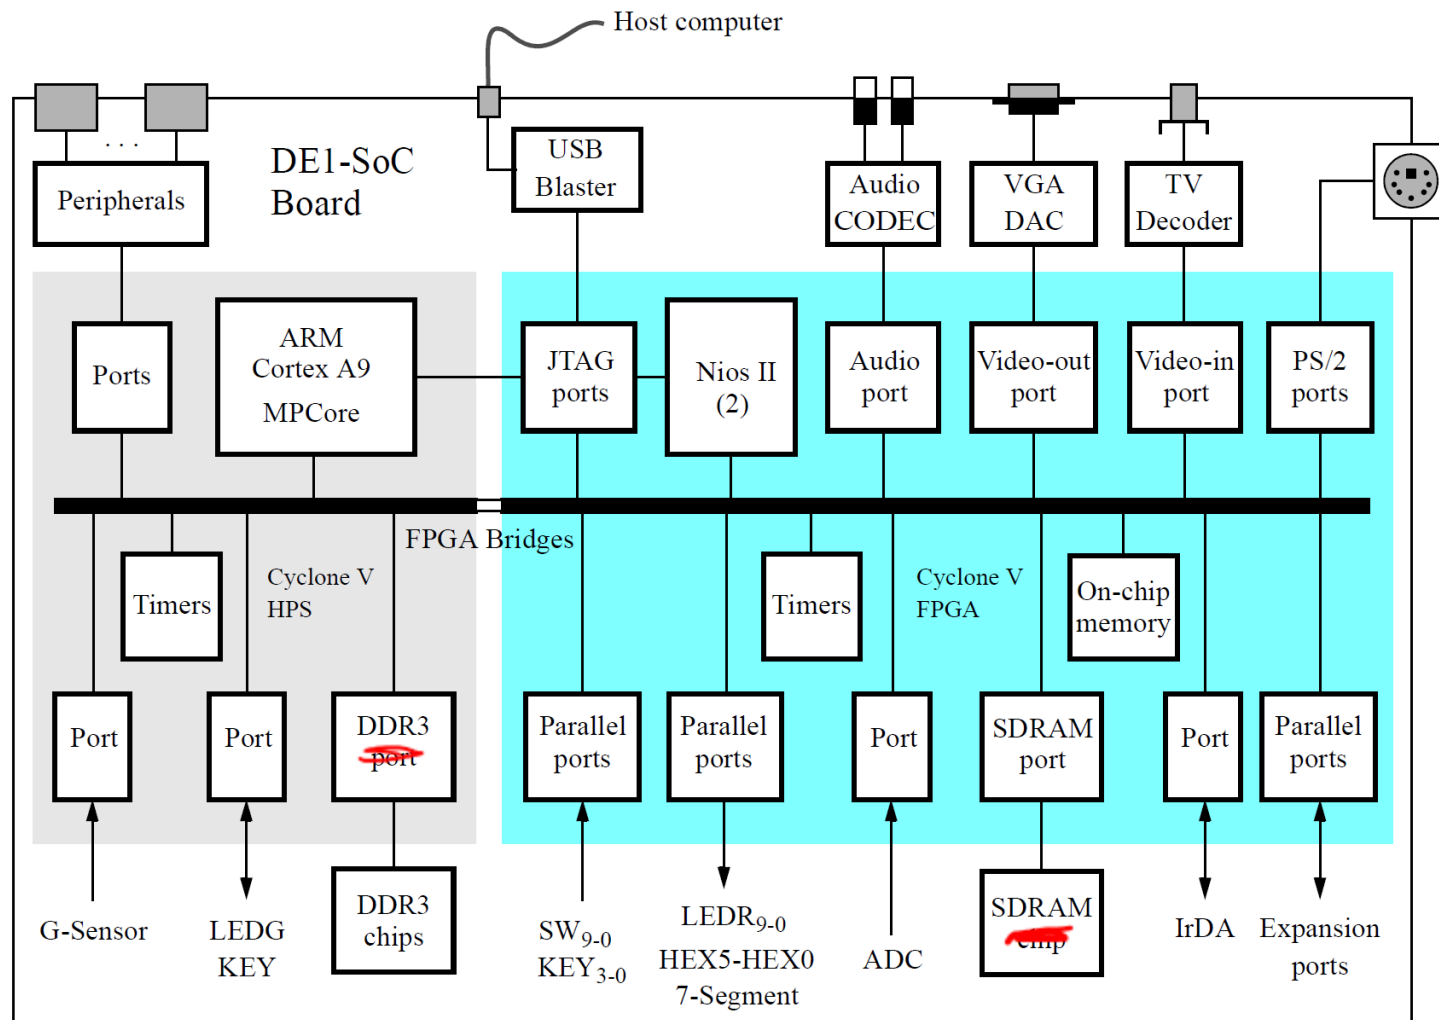 Host computer
. . .
DE1-SoC
Board
Peripherals
USB
Blaster
Audio
CODEC
VGA
DAC
TV
Decoder
Ports
ARM
Cortex A9
MPCore
JTAG
ports
Nios II
(2)
Audio
port
Video-out
port
Video-in
port
PS/2
ports
FPGA Bridges
Timers
Cyclone V
HPS
Timers
Cyclone V
FPGA
On-chip
memory
Port
Port
DDR3
port
Parallel
ports
Parallel
ports
Port
SDRAM
port
Port
Parallel
ports
G-Sensor
LEDG
KEY
DDR3
chips
SW9-0
KEY3-0
LEDR9-0
HEX5-HEX0
7-Segment
ADC
SDRAM
IrDA
Expansion
ports